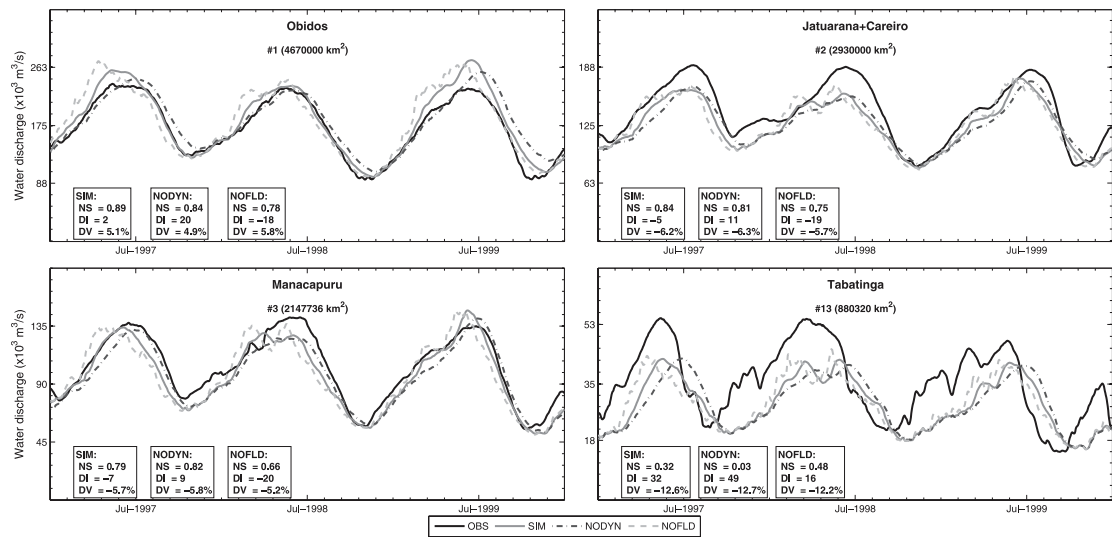 Obidos
#1 (4670000 km²)
Water discharge (x10³ m³/s)
263
175
88
SIM:
NS = 0.89
DI = 2
DV = 5.1%
NODYN:
NS = 0.84
DI = 20
DV = 4.9%
NOFLD:
NS = 0.78
DI = −18
DV = 5.8%
Jul−1997
Jul−1998
Jul−1999
Jatuarana+Careiro
#2 (2930000 km²)
188
125
63
SIM:
NS = 0.84
DI = −5
DV = −6.2%
NODYN:
NS = 0.81
DI = 11
DV = −6.3%
NOFLD:
NS = 0.75
DI = −19
DV = −5.7%
Jul−1997
Jul−1998
Jul−1999
Manacapuru
#3 (2147736 km²)
Water discharge (x10³ m³/s)
135
90
45
SIM:
NS = 0.79
DI = −7
DV = −5.7%
NODYN:
NS = 0.82
DI = 9
DV = −5.8%
NOFLD:
NS = 0.66
DI = −20
DV = −5.2%
Jul−1997
Jul−1998
Jul−1999
Tabatinga
#13 (880320 km²)
53
35
18
SIM:
NS = 0.32
DI = 32
DV = −12.6%
NODYN:
NS = 0.03
DI = 49
DV = −12.7%
NOFLD:
NS = 0.48
DI = 16
DV = −12.2%
Jul−1997
Jul−1998
Jul−1999
OBS SIM NODYN NOFLD